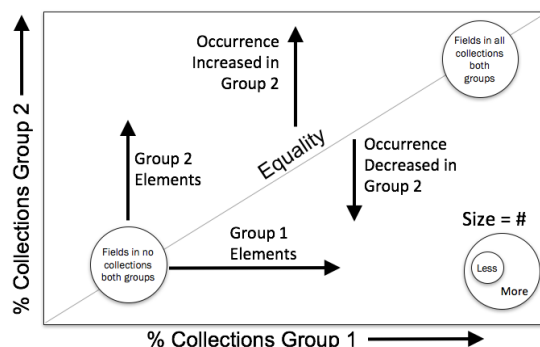 Occurrence
Increased in
Group 2
Fields in all
collections
both
groups
Equality
Occurrence
Decreased in
Group 2
Group 2
Elements
Group 1
Elements
Fields in no
collections
both groups
Size = #
Less
More
% Collections Group 2
% Collections Group 1